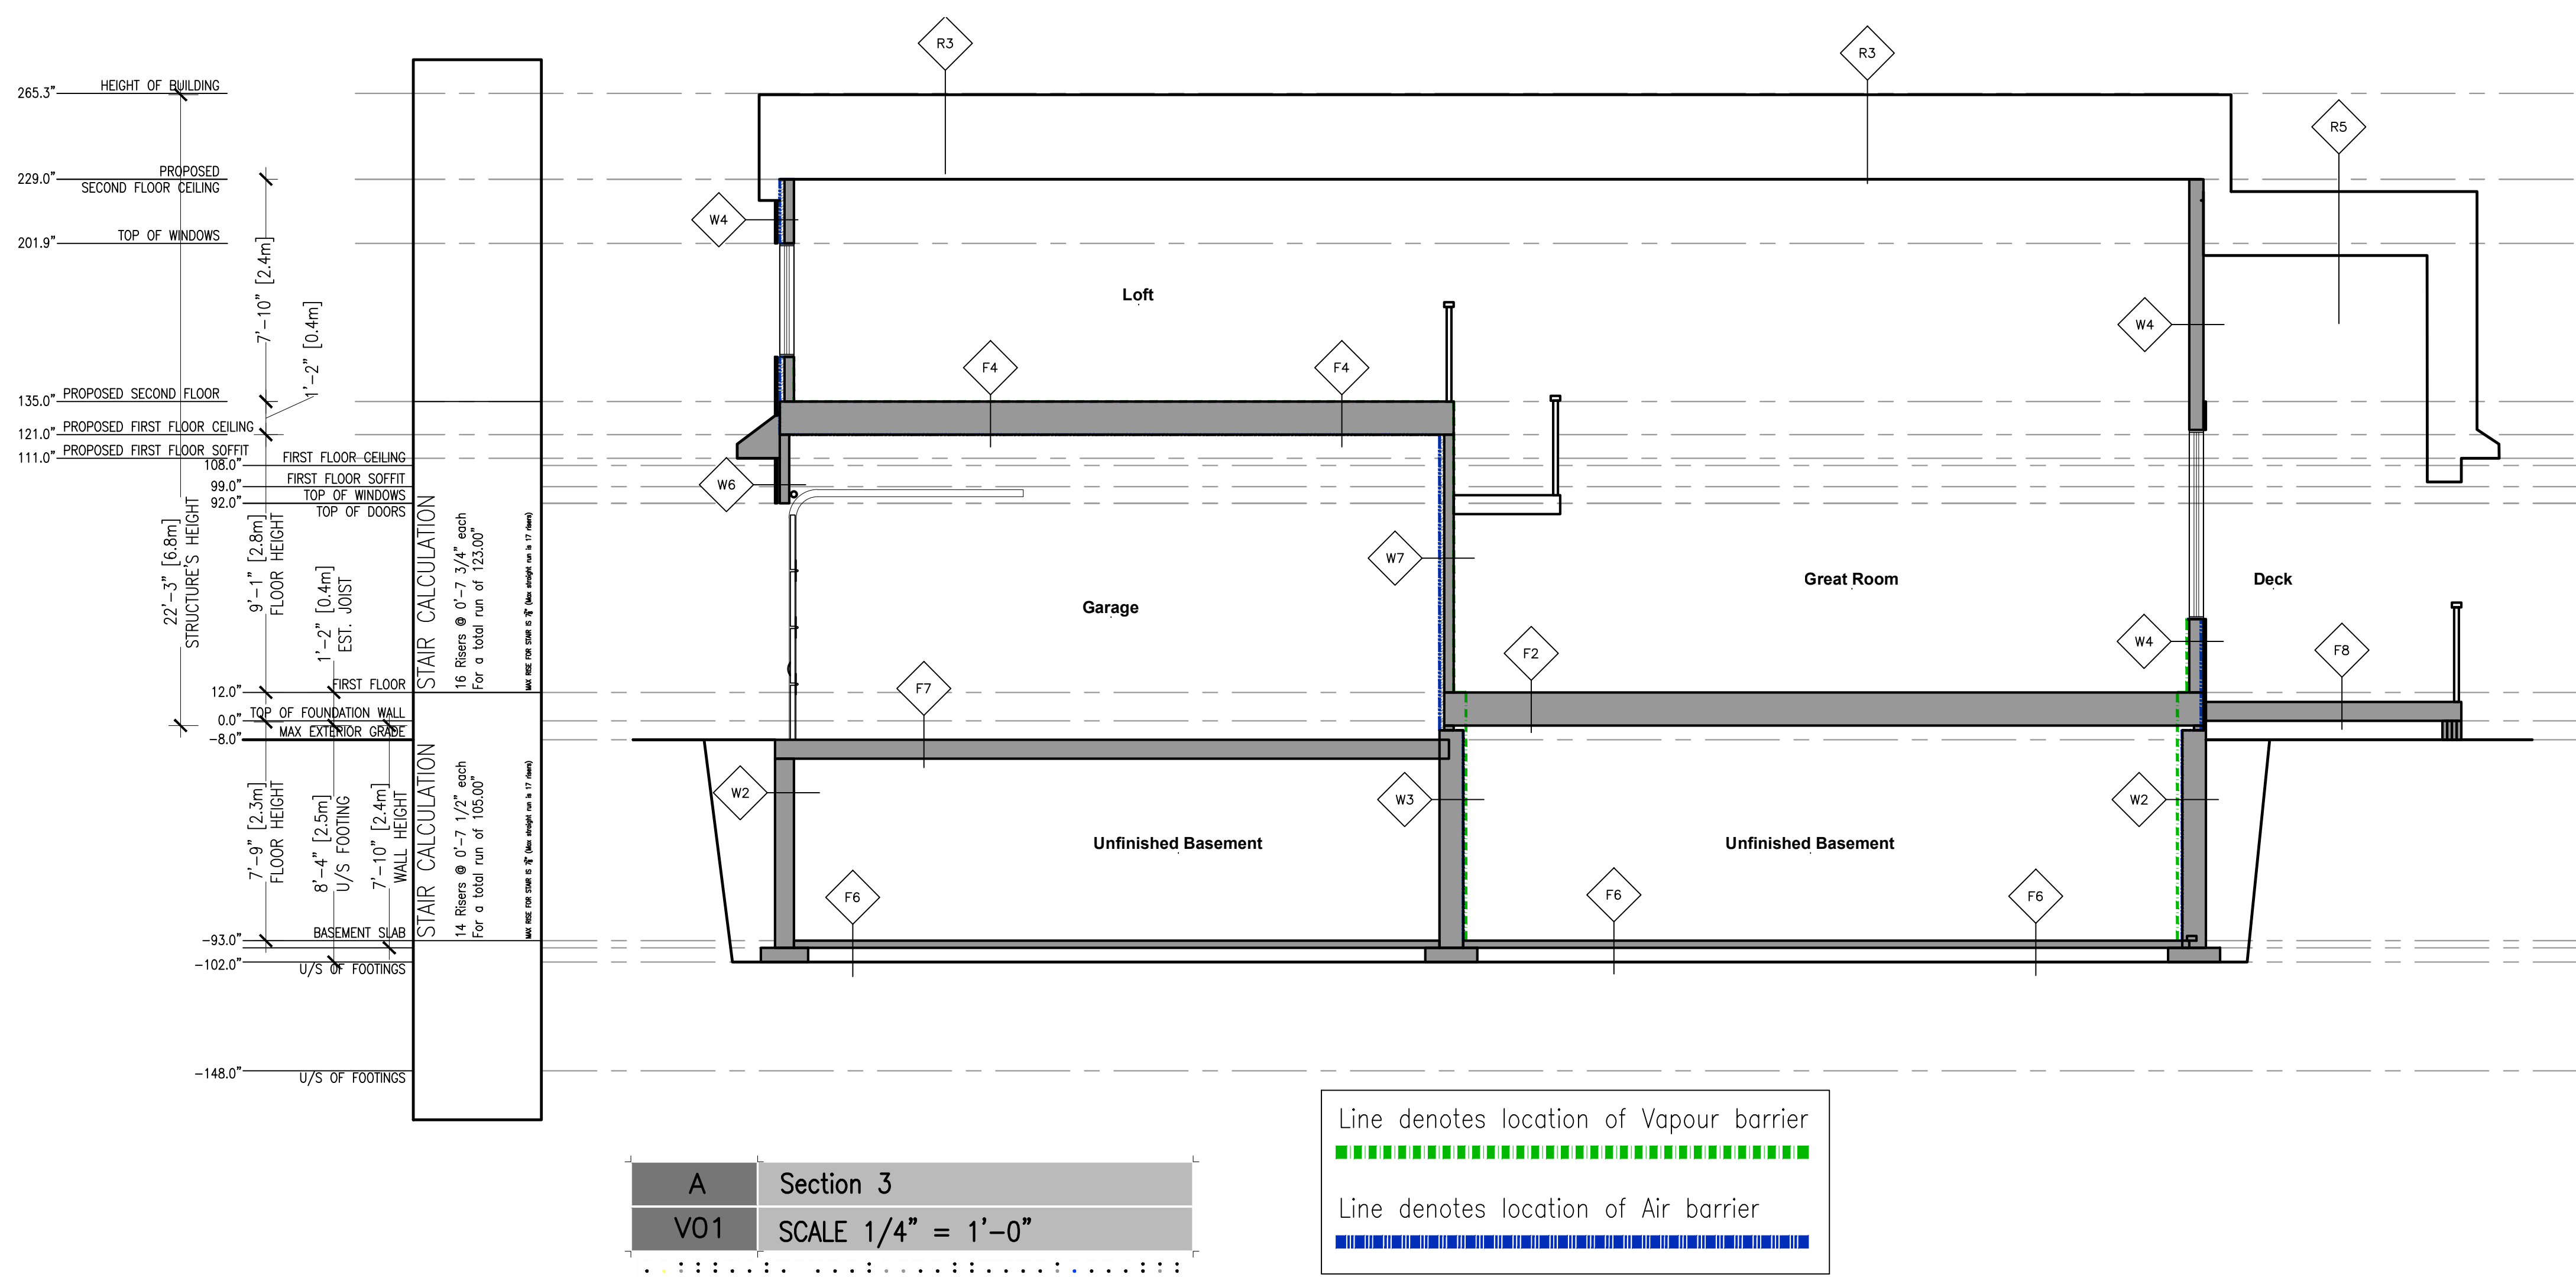 HEIGHT OF BUILDING
265.3"
PROPOSED
229.0"
SECOND FLOOR CEILING
TOP OF WINDOWS
201.9"
7'-10" [2.4m]
1'-2" [0.4m]
PROPOSED SECOND FLOOR
135.0"
PROPOSED FIRST FLOOR CEILING
121.0"
PROPOSED FIRST FLOOR SOFFIT
111.0"
FIRST FLOOR CEILING
108.0"
FIRST FLOOR SOFFIT
99.0"
TOP OF WINDOWS
92.0"
TOP OF DOORS
22'-3" [6.8m]
STRUCTURE'S HEIGHT
9'-1" [2.8m]
FLOOR HEIGHT
1'-2" [0.4m]
EST. JOIST
FIRST FLOOR
12.0"
TOP OF FOUNDATION WALL
0.0"
MAX EXTERIOR GRADE
-8.0"
7'-9" [2.3m]
FLOOR HEIGHT
8'-4" [2.5m]
U/S FOOTING
7'-10" [2.4m]
WALL HEIGHT
BASEMENT SLAB
-93.0"
-102.0"
U/S OF FOOTINGS
-148.0"
U/S OF FOOTINGS
STAIR CALCULATION
16 Risers @ 0'-7 3/4" each
For a total run of 123.00"
STAIR CALCULATION
14 Risers @ 0'-7 1/2" each
For a total run of 105.00"
R3
R3
R5
W4
Loft
W4
F4
F4
W6
W7
Garage
Great Room
Deck
W4
F2
F8
F7
W2
W3
W2
Unfinished Basement
Unfinished Basement
F6
F6
F6
A
Section 3
V01
SCALE 1/4" = 1'-0"
Line denotes location of Vapour barrier
Line denotes location of Air barrier